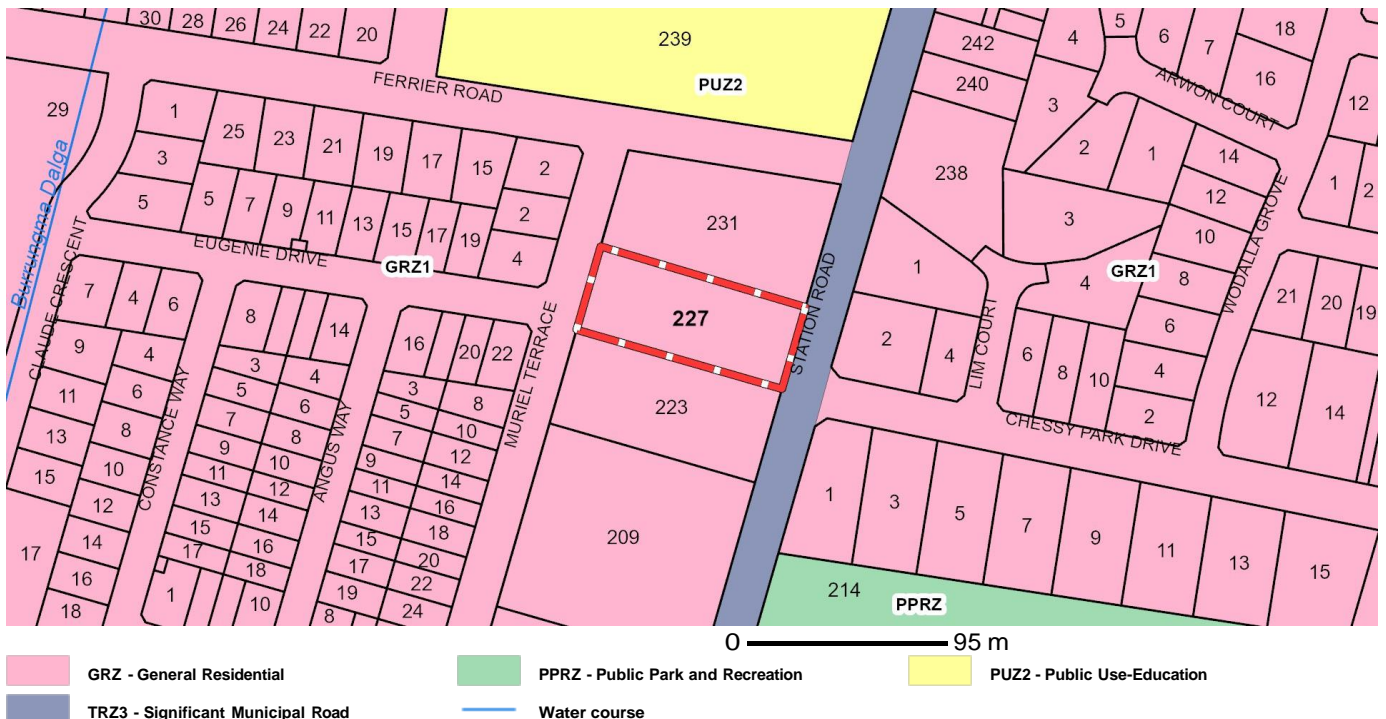 30 28 26 24 22 20
239
PUZ2
FERRIER ROAD
242
240
4 5 6 7 18 16
ARWON COURT
3
2 1
14
12
10
8
6
4
2
12
1 2
WODALLA GROVE
29
Burrungma Dalga
1
3
5
25 23 21 19 17 15
2
2
4
5 7 9 11 13 15 17 19
EUGENIE DRIVE
GRZ1
CLAUDE CRESCENT
231
227
223
209
STATION ROAD
238
1
2 4
LIM COURT
3
4
GRZ1
6 8 10
CHESSY PARK DRIVE
21 20 19
12 14
7 4 6
9
11
13
15
17
4
6
8
10
12
14
16
18
CONSTANCE WAY
8 14
3
5
7
9
11
13
15
17
1
4
6
8
10
12
14
16
18
10
ANGUS WAY
16 20 22
3
5
7
9
11
13
15
17
19
8
8
10
12
14
16
18
20
22
24
MURIEL TERRACE
1 3 5 7 9 11 13 15
214
PPRZ
0 95 m
GRZ - General Residential
PPRZ - Public Park and Recreation
PUZ2 - Public Use-Education
TRZ3 - Significant Municipal Road
Water course